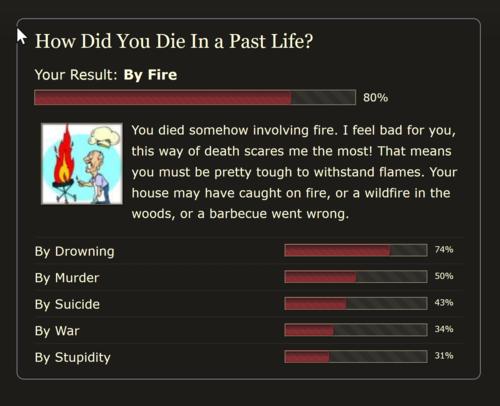 How Did You Die In a Past Life?
Your Result: By Fire
80%
You died somehow involving fire. I feel bad for you,
this way of death scares me the most! That means
you must be pretty tough to withstand flames. Your
house may have caught on fire, or a wildfire in the
woods, or a barbecue went wrong.
By Drowning 74%
By Murder 50%
By Suicide 43%
By War 34%
By Stupidity 31%